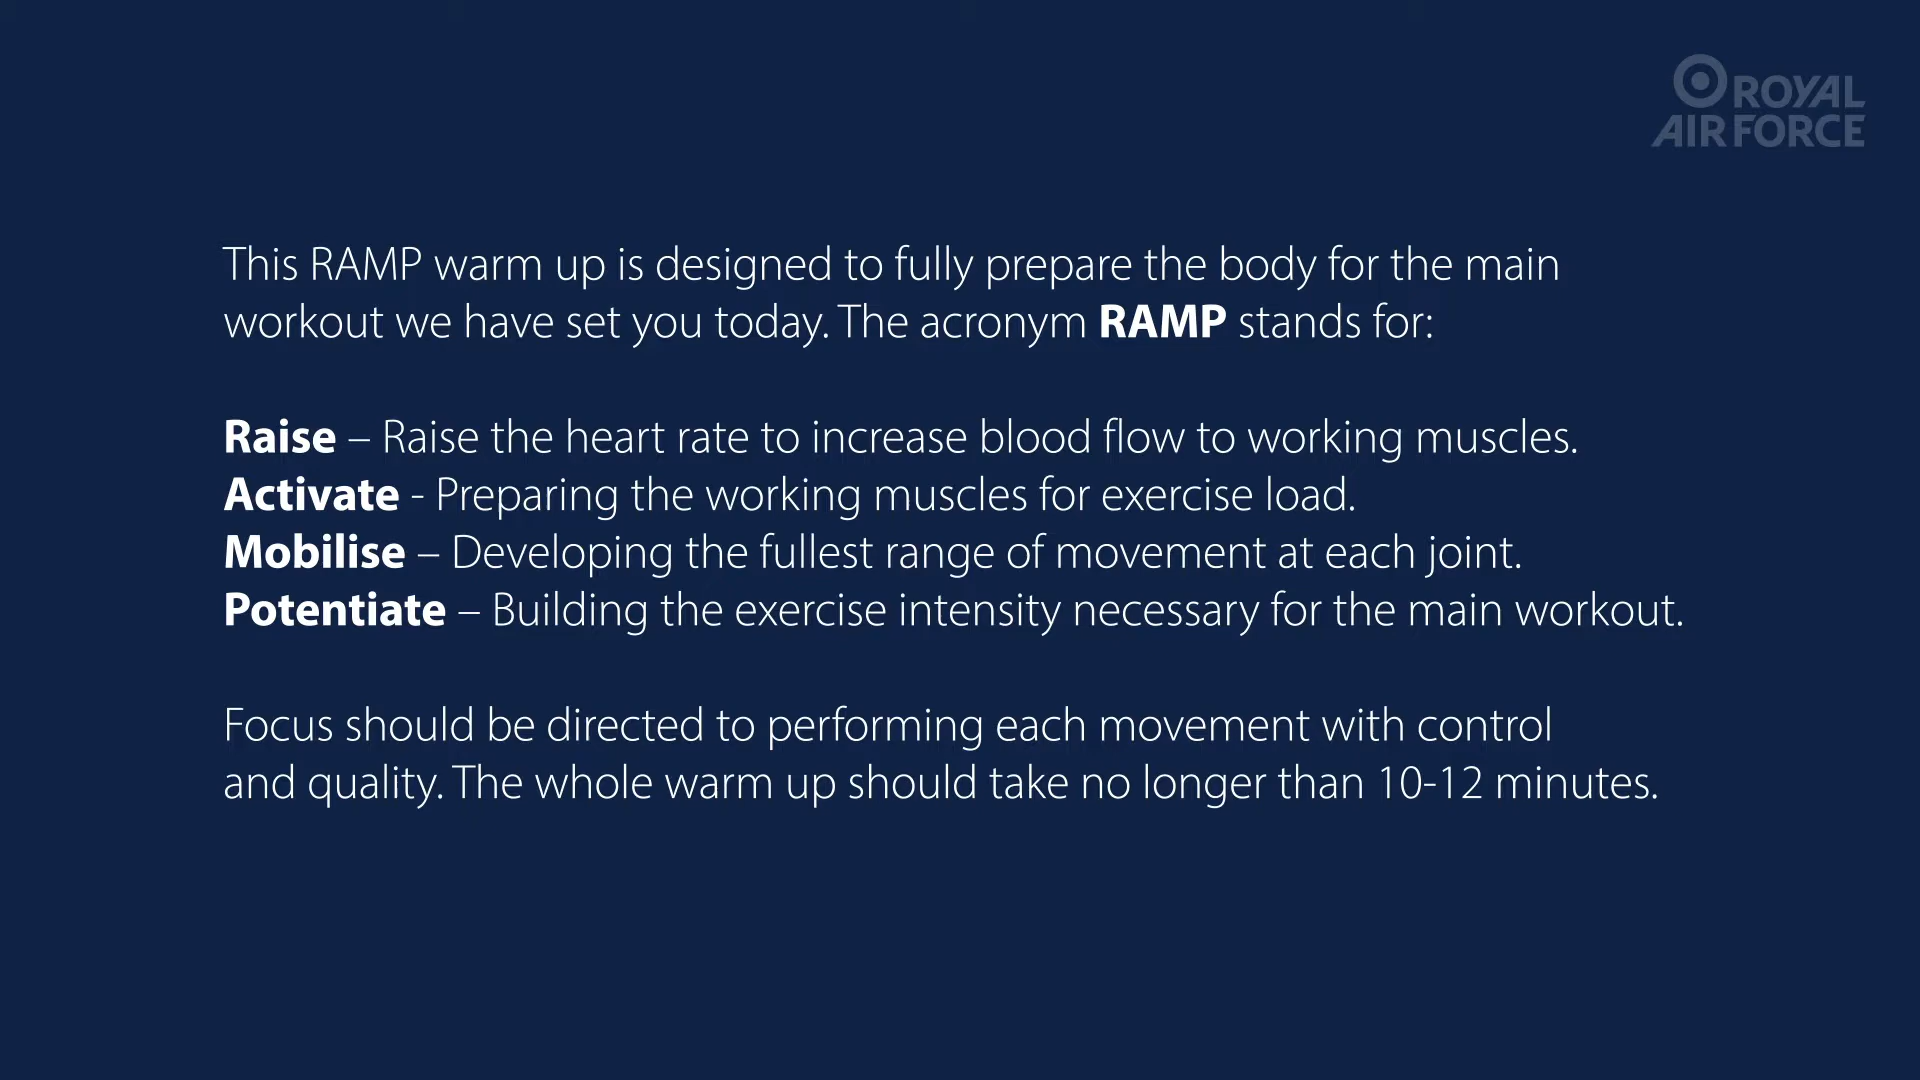 ROYAL
AIR FORCE
This RAMP warm up is designed to fully prepare the body for the main
workout we have set you today. The acronym RAMP stands for:
Raise – Raise the heart rate to increase blood flow to working muscles.
Activate - Preparing the working muscles for exercise load.
Mobilise – Developing the fullest range of movement at each joint.
Potentiate – Building the exercise intensity necessary for the main workout.
Focus should be directed to performing each movement with control
and quality. The whole warm up should take no longer than 10-12 minutes.